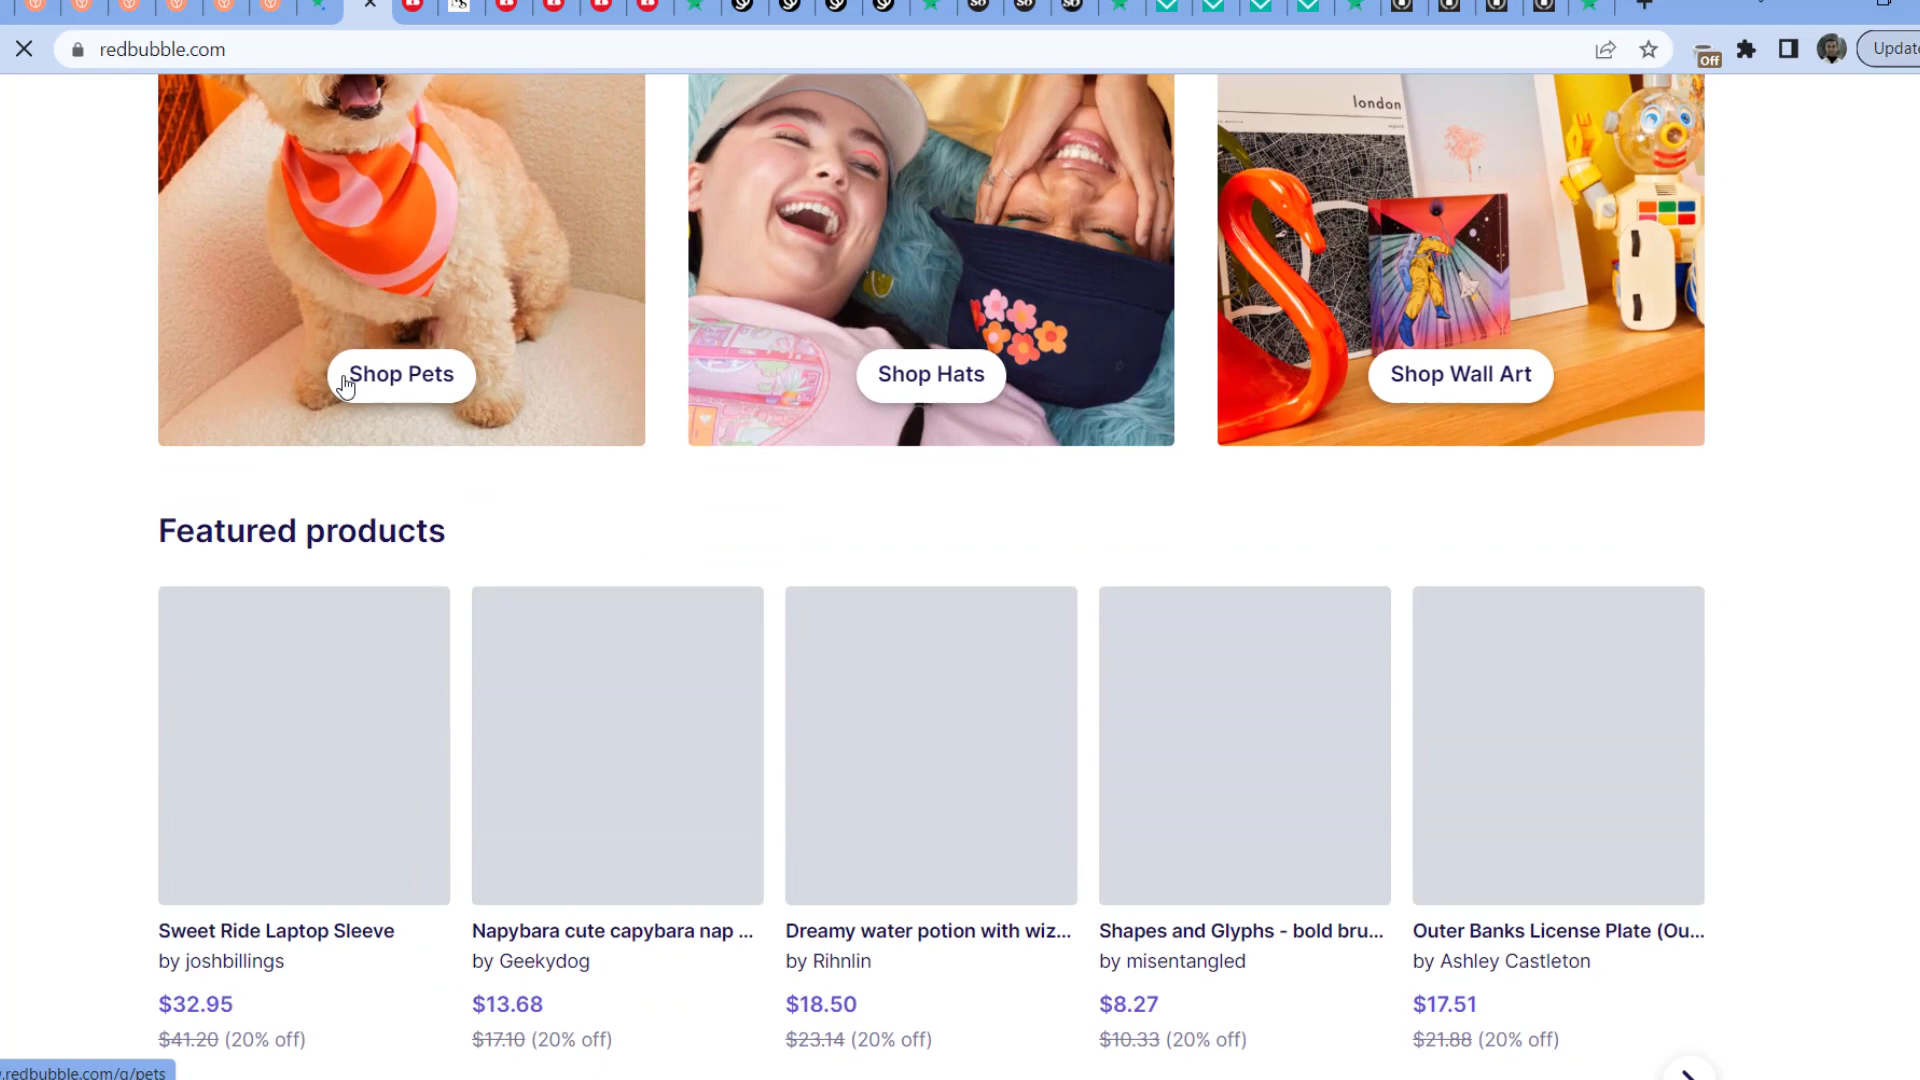 redbubble.com
Off
Update
london
Shop Pets
Shop Hats
Shop Wall Art
Featured products
Sweet Ride Laptop Sleeve
by joshbillings
$32.95
$41.20 (20% off)
Napybara cute capybara nap ...
by Geekydog
$13.68
$17.10 (20% off)
Dreamy water potion with wiz...
by Rihnlin
$18.50
$23.14 (20% off)
Shapes and Glyphs - bold bru...
by misentangled
$8.27
$10.33 (20% off)
Outer Banks License Plate (Ou...
by Ashley Castleton
$17.51
$21.88 (20% off)
.redbubble.com/g/pets